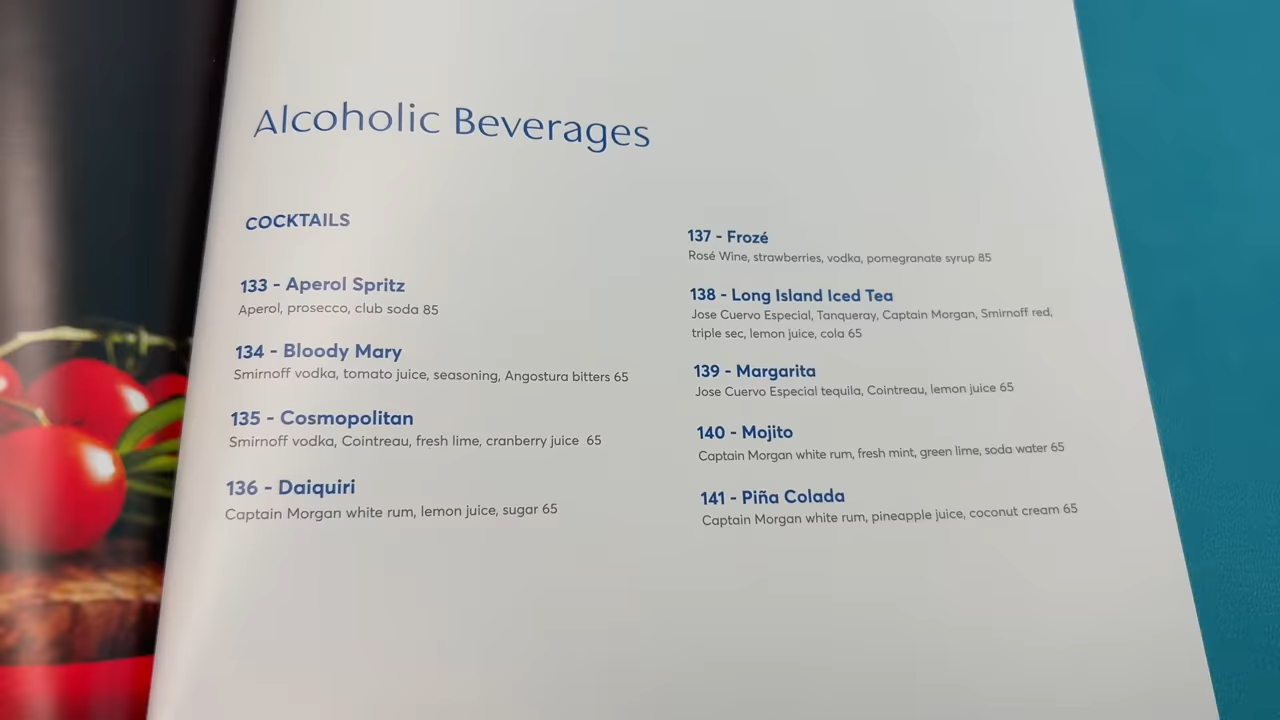 Alcoholic Beverages
COCKTAILS
133 - Aperol Spritz
Aperol, prosecco, club soda 85
134 - Bloody Mary
Smirnoff vodka, tomato juice, seasoning, Angostura bitters 65
135 - Cosmopolitan
Smirnoff vodka, Cointreau, fresh lime, cranberry juice 65
136 - Daiquiri
Captain Morgan white rum, lemon juice, sugar 65
137 - Frozé
Rosé Wine, strawberries, vodka, pomegranate syrup 85
138 - Long Island Iced Tea
Jose Cuervo Especial, Tanqueray, Captain Morgan, Smirnoff red,
triple sec, lemon juice, cola 65
139 - Margarita
Jose Cuervo Especial tequila, Cointreau, lemon juice 65
140 - Mojito
Captain Morgan white rum, fresh mint, green lime, soda water 65
141 - Piña Colada
Captain Morgan white rum, pineapple juice, coconut cream 65